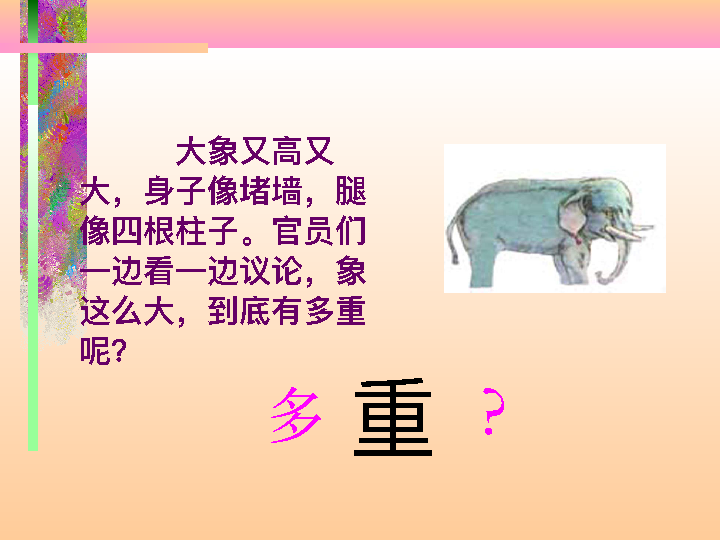 大象又高又
大，身子像堵墙，腿
像四根柱子。官员们
一边看一边议论，象
这么大，到底有多重
呢？
多重？